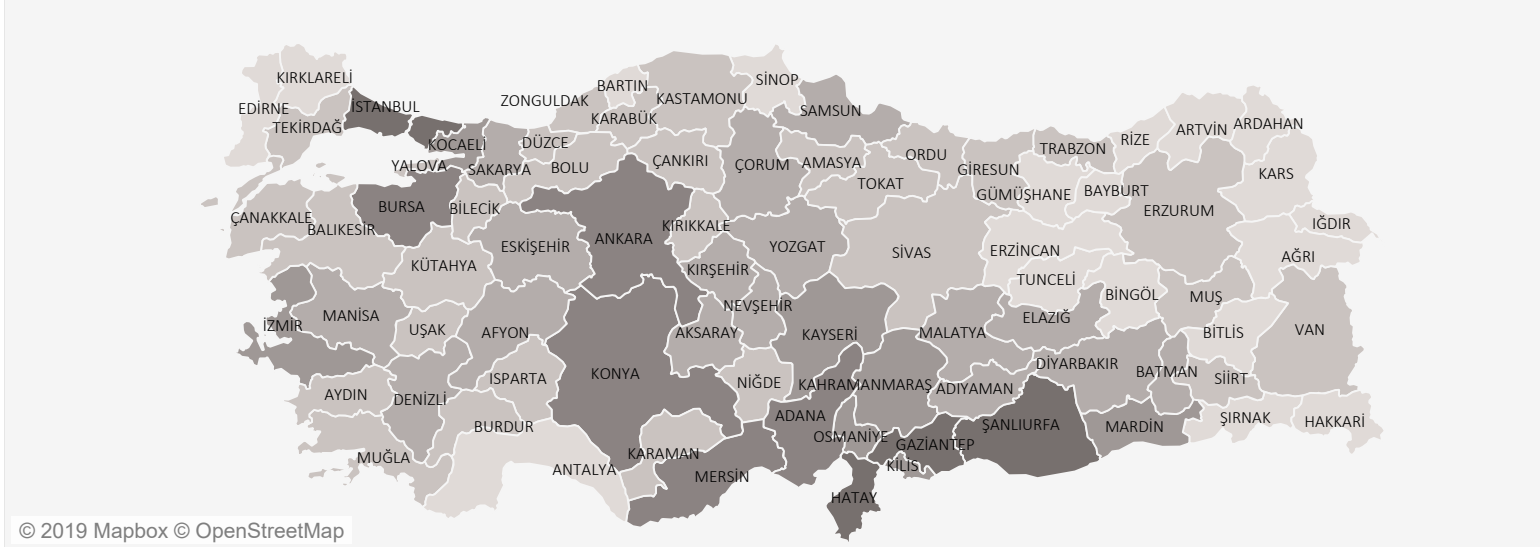 KIRKLARELİ
SİNOP
BARTIN
ZONGULDAK
KASTAMONU
EDİRNE
İSTANBUL
TEKİRDAĞ
KARABÜK
SAMSUN
ARTVİN
ARDAHAN
KOCAELİ
DÜZCE
RİZE
TRABZON
YALOVA
SAKARYA
BOLU
ÇANKIRI
ÇORUM
AMASYA
ORDU
GİRESUN
TOKAT
GÜMÜŞHANE
BAYBURT
KARS
ÇANAKKALE
BALIKESİR
BURSA
BİLECİK
ERZURUM
IĞDIR
ESKİŞEHİR
ANKARA
KIRIKKALE
YOZGAT
SİVAS
ERZİNCAN
AĞRI
KÜTAHYA
KIRŞEHİR
TUNCELİ
BİNGÖL
MUŞ
NEVŞEHİR
İZMİR
MANİSA
UŞAK
AFYON
AKSARAY
KAYSERİ
MALATYA
ELAZIĞ
BİTLİS
VAN
DİYARBAKIR
BATMAN
SİİRT
AYDIN
DENİZLİ
ISPARTA
KONYA
NİĞDE
KAHRAMANMARAŞ
ADIYAMAN
ADANA
BURDUR
OSMANİYE
GAZİANTEP
ŞANLIURFA
MARDİN
ŞIRNAK
HAKKARİ
MUĞLA
ANTALYA
KARAMAN
MERSİN
KİLİS
HATAY
© 2019 Mapbox © OpenStreetMap